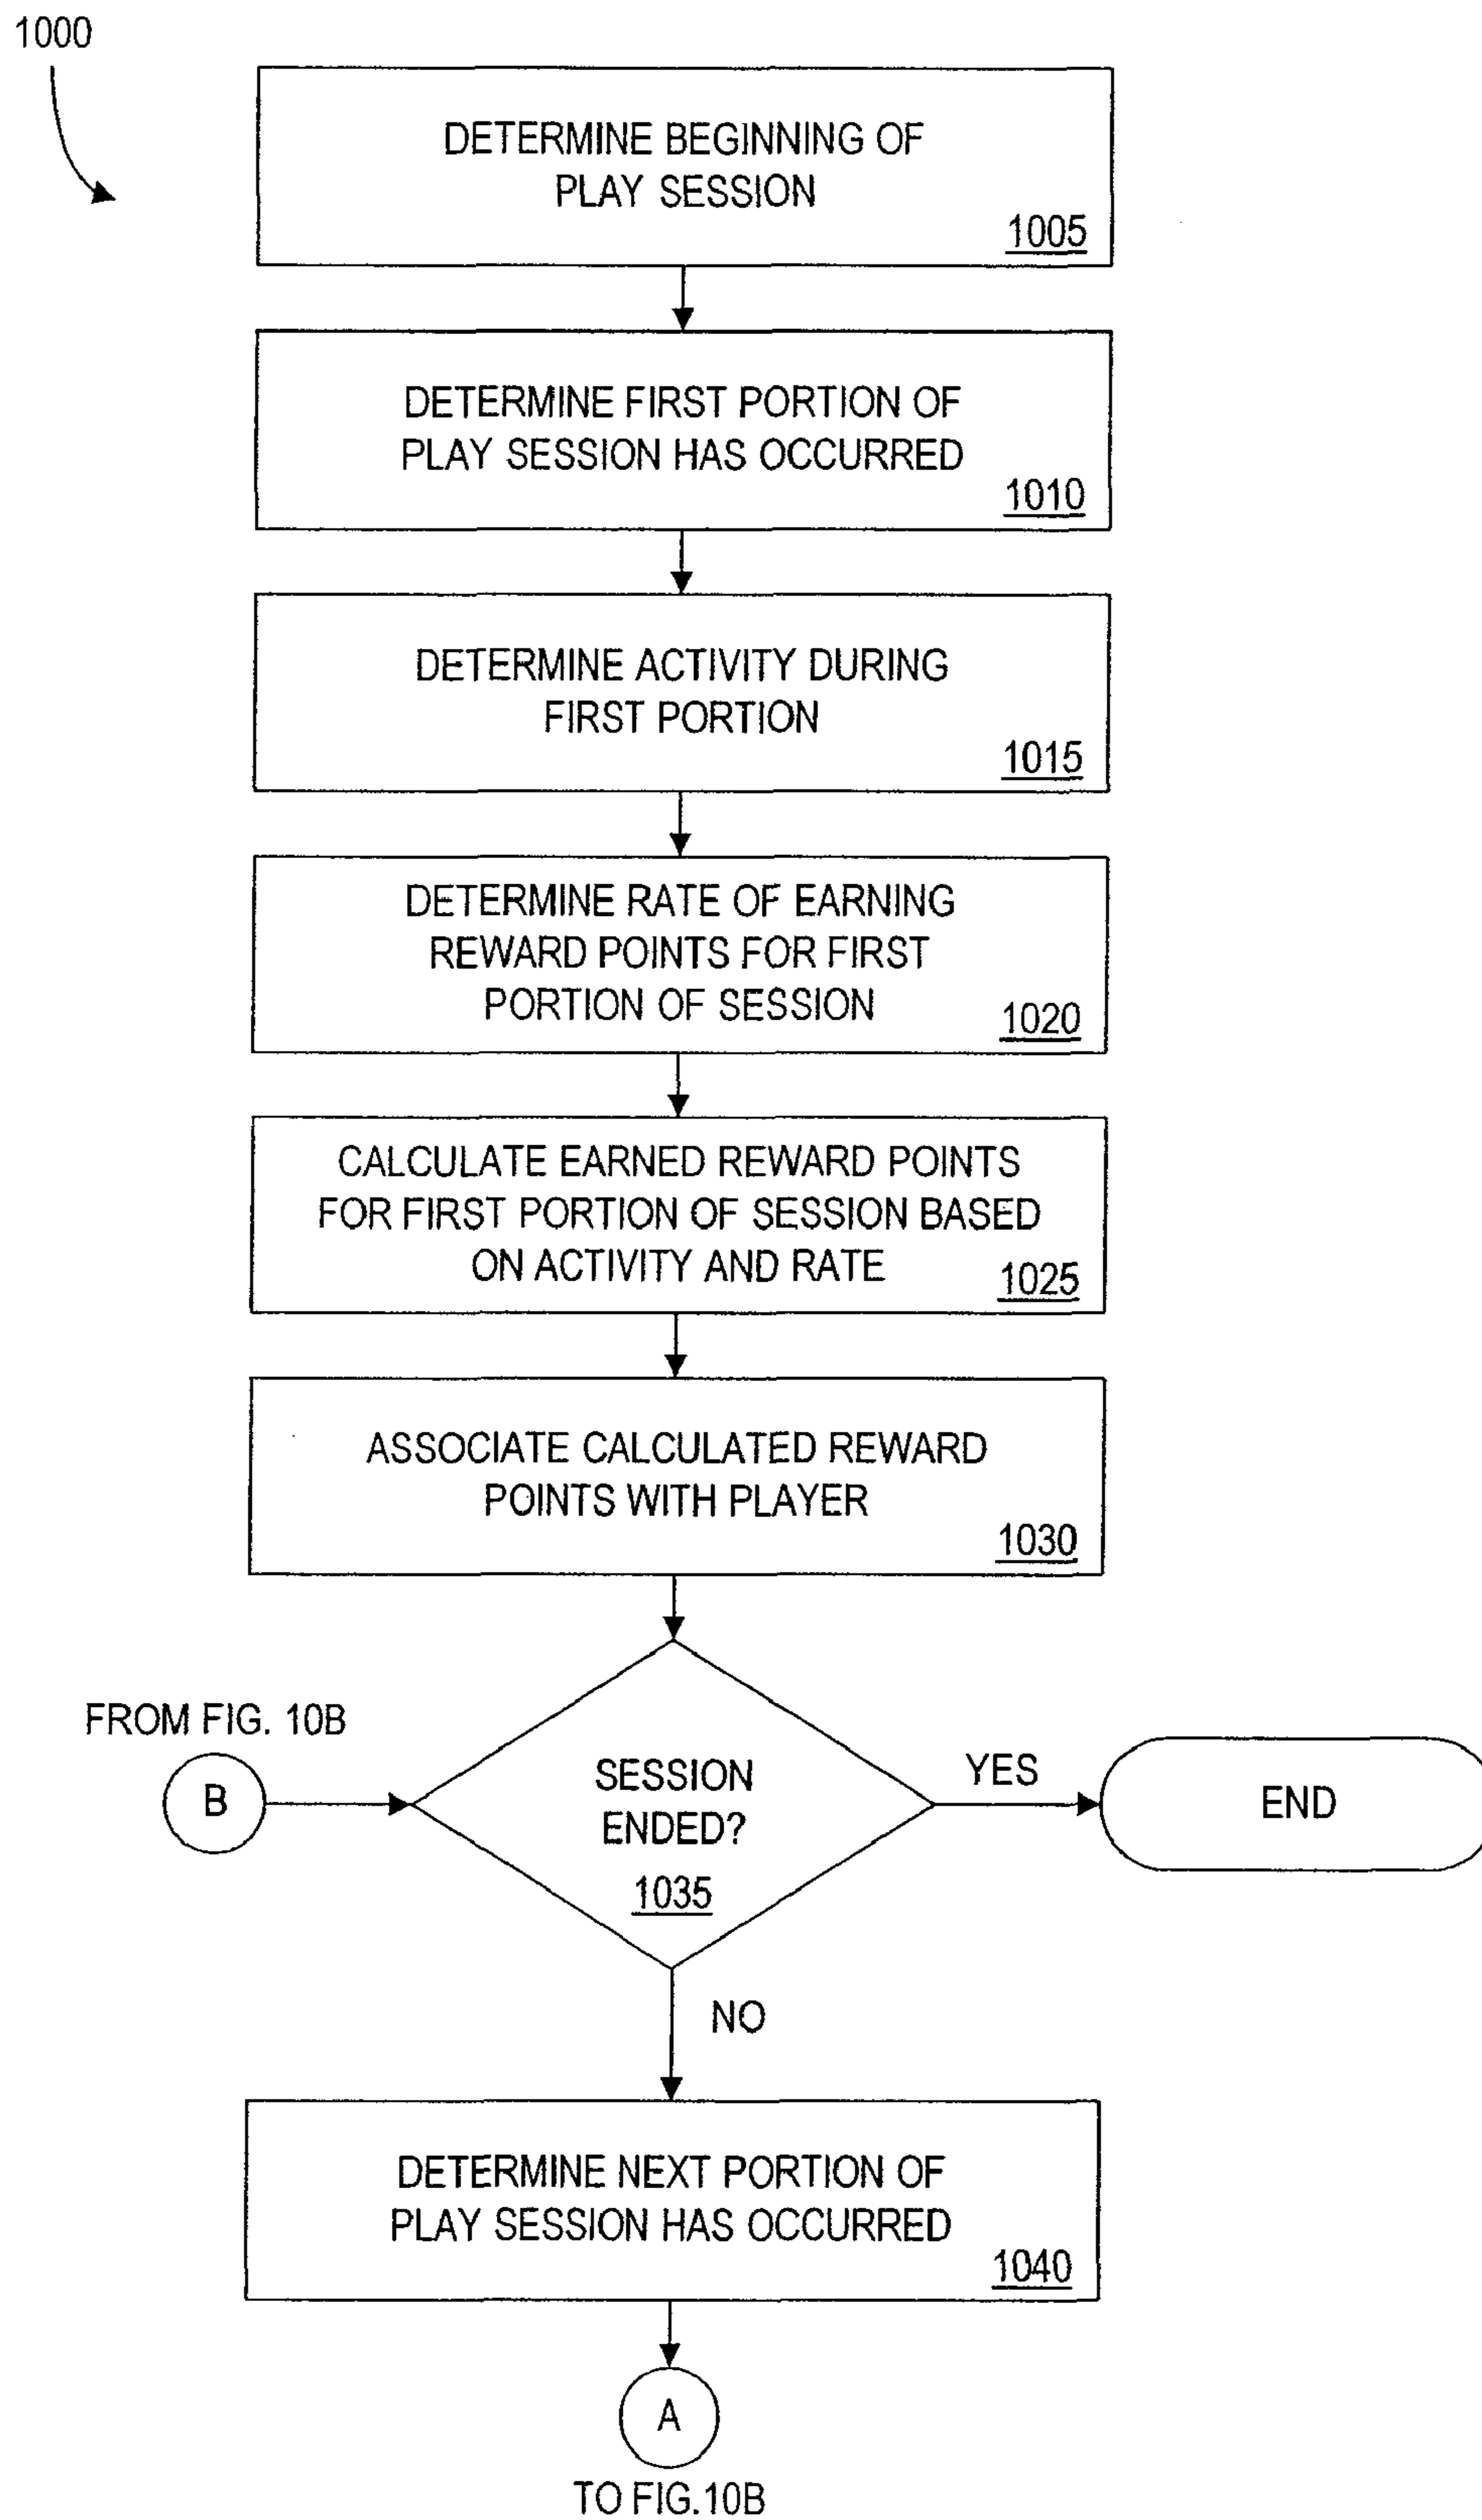 1000
DETERMINE BEGINNING OF
PLAY SESSION
1005
DETERMINE FIRST PORTION OF
PLAY SESSION HAS OCCURRED
1010
DETERMINE ACTIVITY DURING
FIRST PORTION
1015
DETERMINE RATE OF EARNING
REWARD POINTS FOR FIRST
PORTION OF SESSION
1020
CALCULATE EARNED REWARD POINTS
FOR FIRST PORTION OF SESSION BASED
ON ACTIVITY AND RATE
1025
ASSOCIATE CALCULATED REWARD
POINTS WITH PLAYER
1030
FROM FIG. 10B
B
SESSION
ENDED?
1035
YES
END
NO
DETERMINE NEXT PORTION OF
PLAY SESSION HAS OCCURRED
1040
A
TO FIG.10B